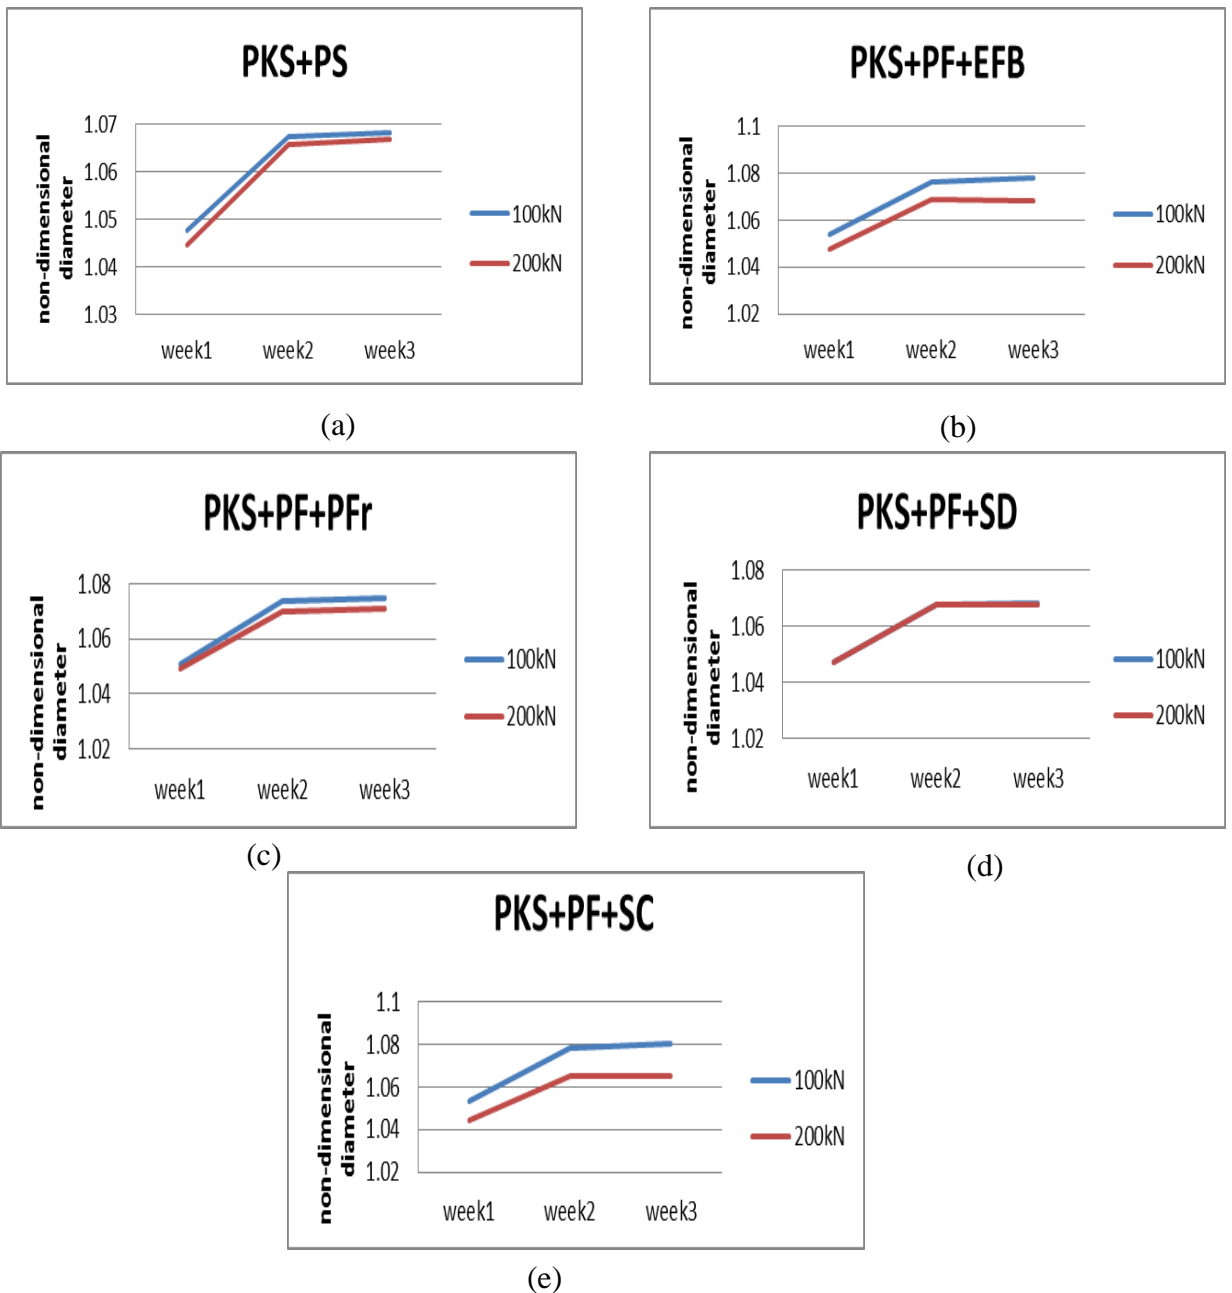 PKS+PS
non-dimensional
diameter
1.07
1.06
1.05
1.04
1.03
week1 week2 week3
100kN
200kN
(a)
PKS+PF+EFB
non-dimensional
diameter
1.1
1.08
1.06
1.04
1.02
week1 week2 week3
100kN
200kN
(b)
PKS+PF+PFr
non-dimensional
diameter
1.08
1.06
1.04
1.02
week1 week2 week3
100kN
200kN
(c)
PKS+PF+SD
non-dimensional
diameter
1.08
1.06
1.04
1.02
week1 week2 week3
100kN
200kN
(d)
PKS+PF+SC
non-dimensional
diameter
1.1
1.08
1.06
1.04
1.02
week1 week2 week3
100kN
200kN
(e)